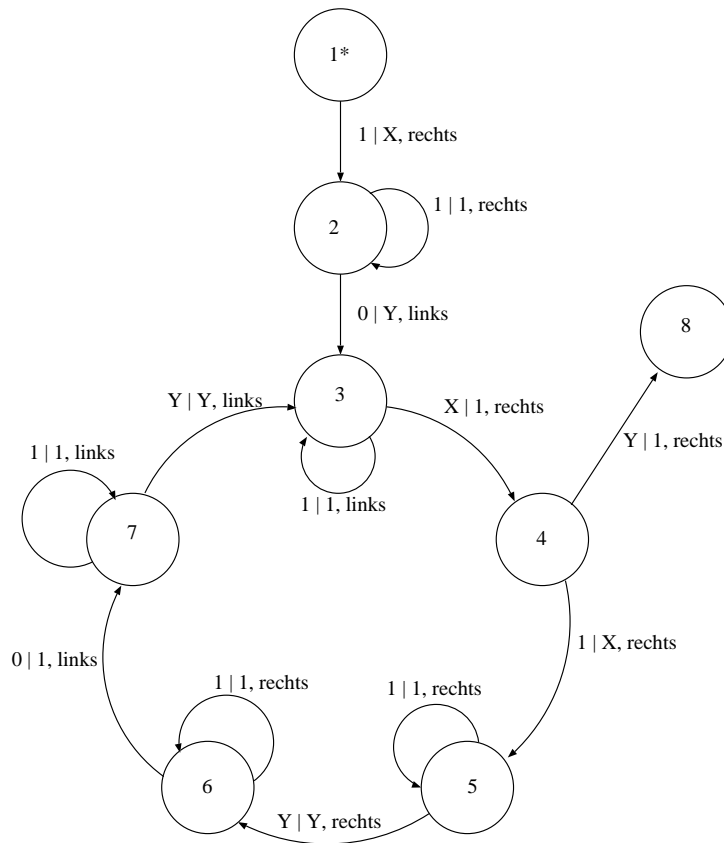 1*
1 | X, rechts
2
1 | 1, rechts
0 | Y, links
8
3
Y | Y, links
X | 1, rechts
Y | 1, rechts
1 | 1, links
1 | 1, links
7
4
1 | X, rechts
0 | 1, links
1 | 1, rechts
1 | 1, rechts
6
5
Y | Y, rechts